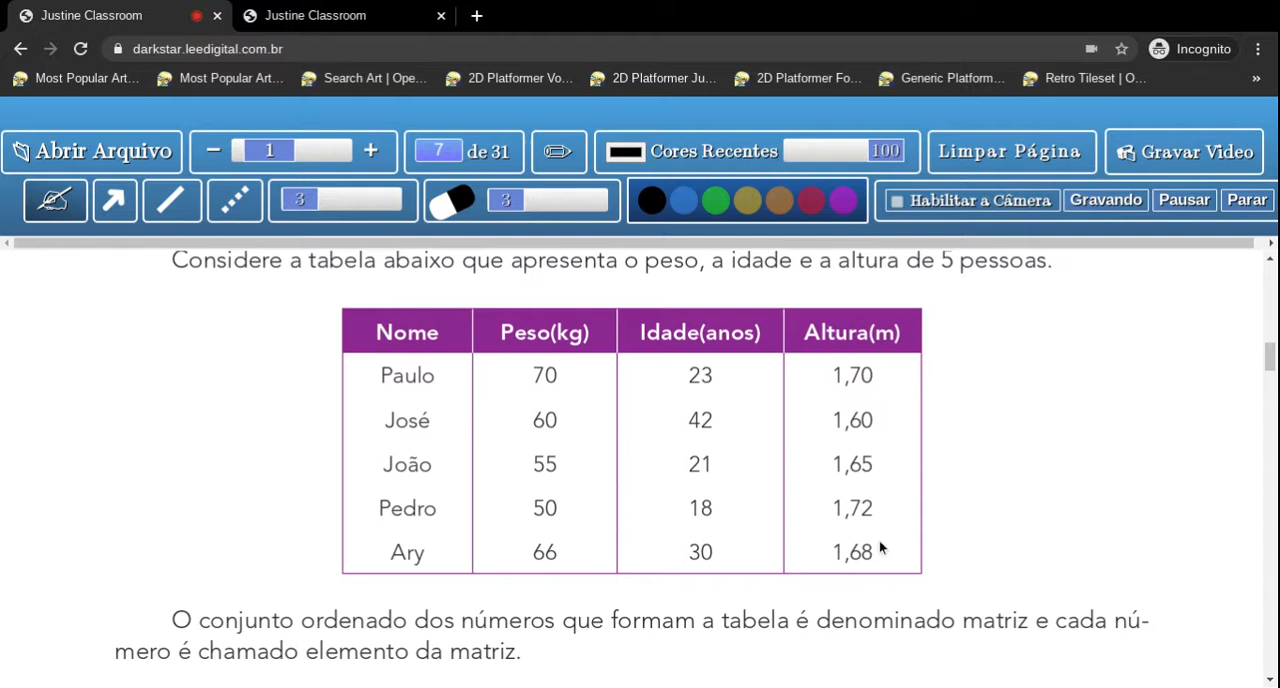 Justine Classroom
Justine Classroom
darkstar.leedigital.com.br
Incognito
Most Popular Art...
Most Popular Art...
Search Art | Ope...
2D Platformer Vo...
2D Platformer Ju...
2D Platformer Fo...
Generic Platform...
Retro Tileset | O...
Abrir Arquivo
− 1 +
7 de 31
Cores Recentes 100
Limpar Página
Gravar Video
3
3
Habilitar a Câmera
Gravando
Pausar
Parar
Considere a tabela abaixo que apresenta o peso, a idade e a altura de 5 pessoas.
Nome Peso(kg) Idade(anos) Altura(m)
Paulo 70 23 1,70
José 60 42 1,60
João 55 21 1,65
Pedro 50 18 1,72
Ary 66 30 1,68
O conjunto ordenado dos números que formam a tabela é denominado matriz e cada nú-
mero é chamado elemento da matriz.